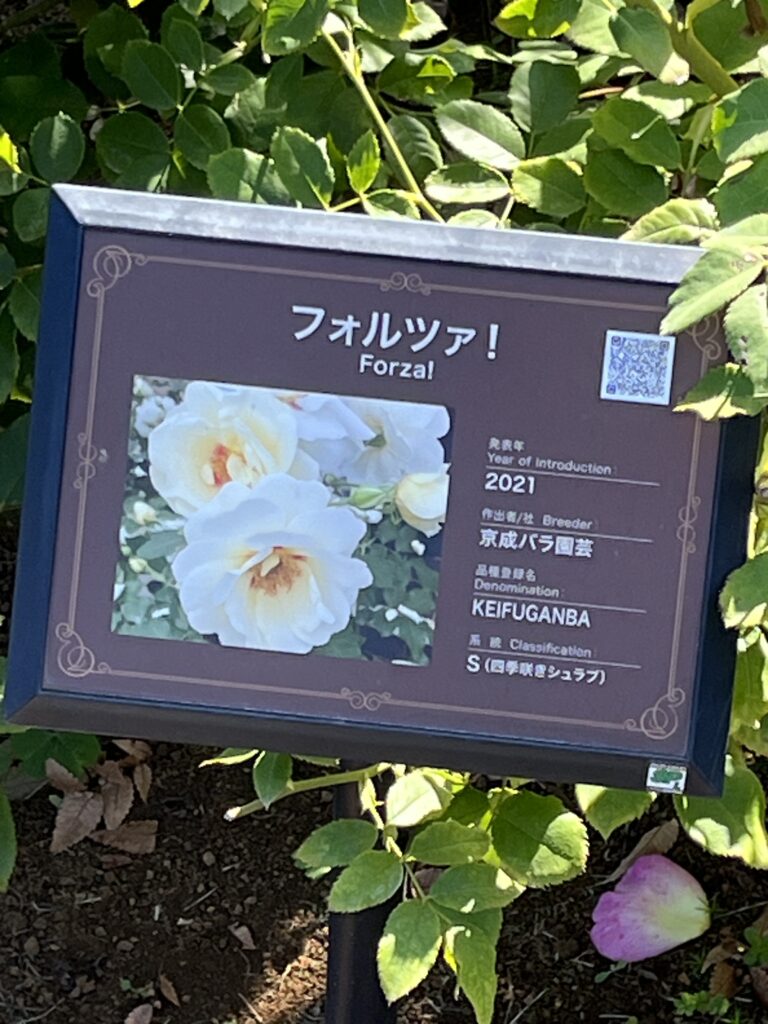 フォルツァ！
Forza!
発表年
Year of Introduction:
2021
作出者/社 Breeder:
京成バラ園芸
品種登録名
Denomination:
KEIFUGANBA
系 統 Classification:
S（四季咲きシュラブ）